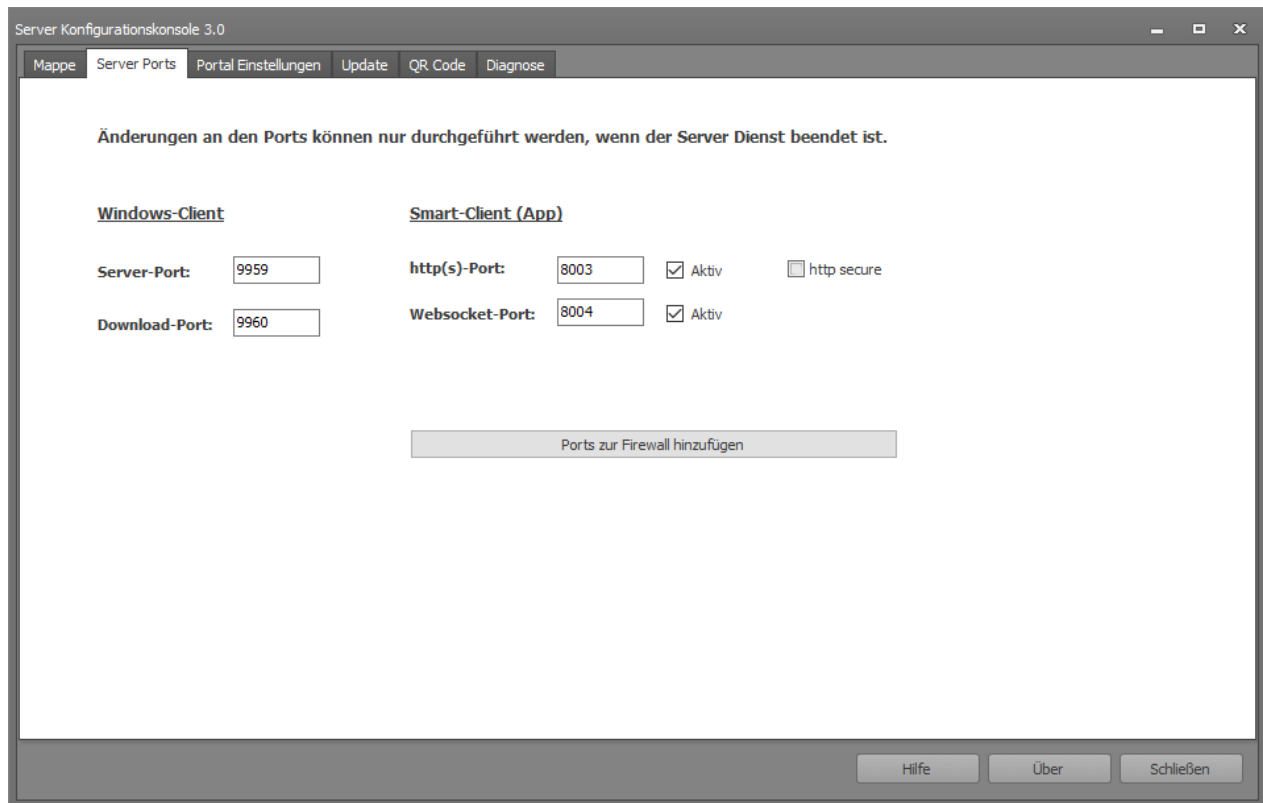 Server Konfigurationskonsole 3.0
Mappe Server Ports Portal Einstellungen Update QR Code Diagnose
Änderungen an den Ports können nur durchgeführt werden, wenn der Server Dienst beendet ist.
Windows-Client Smart-Client (App)
Server-Port: 9959 http(s)-Port: 8003 Aktiv http secure
Download-Port: 9960 Websocket-Port: 8004 Aktiv
Ports zur Firewall hinzufügen
Hilfe Über Schließen